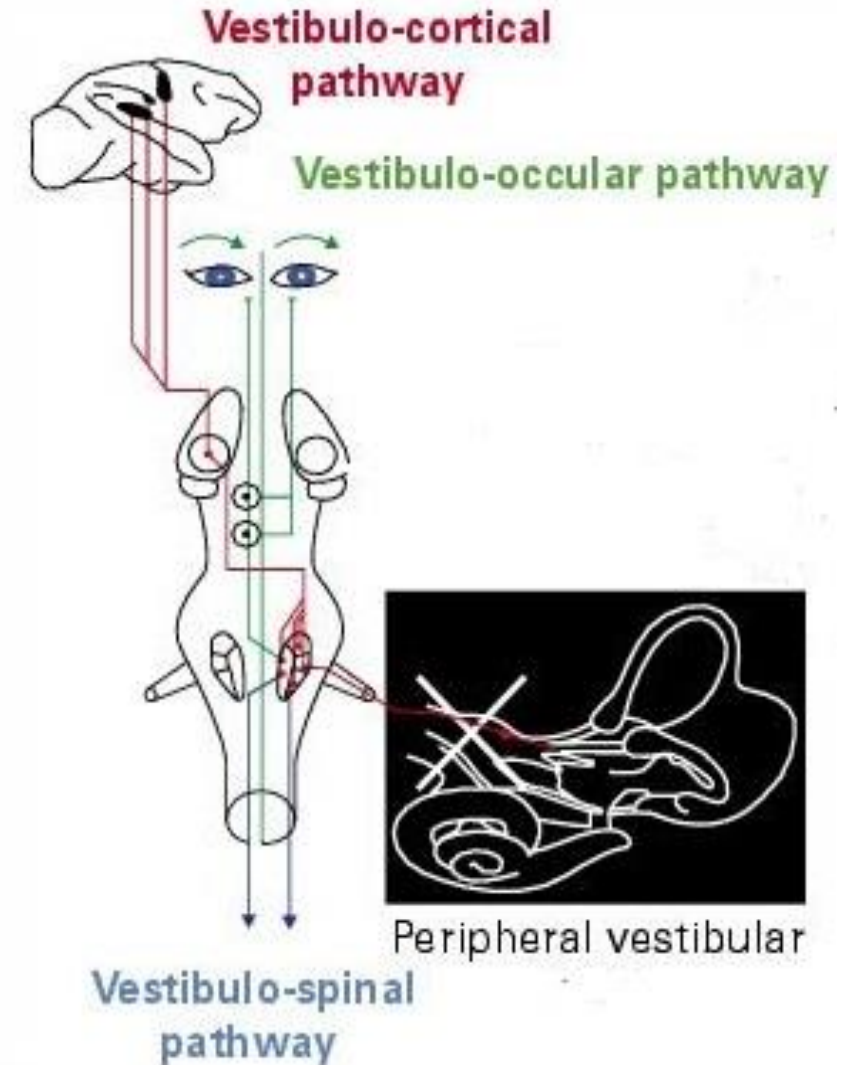 Vestibulo-cortical
pathway
Vestibulo-occular pathway
Peripheral vestibular
Vestibulo-spinal
pathway